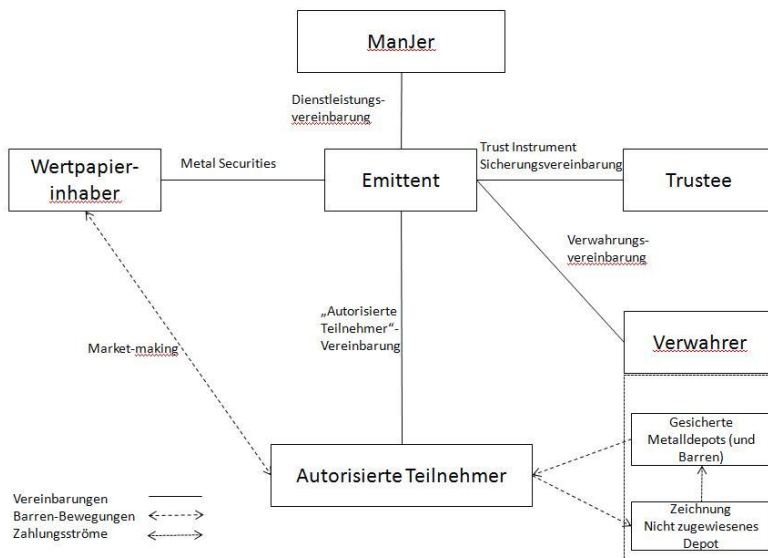 ManJer
Dienstleistungs-
vereinbarung
Wertpapier-
inhaber
Metal Securities
Emittent
Trust Instrument
Sicherungsvereinbarung
Trustee
Verwahrungs-
vereinbarung
„Autorisierte
Teilnehmer“-
Vereinbarung
Market-making
Verwahrer
Gesicherte
Metalldepots (und
Barren)
Autorisierte Teilnehmer
Zeichnung
Nicht zugewiesenes
Depot
Vereinbarungen
Barren-Bewegungen
Zahlungsströme